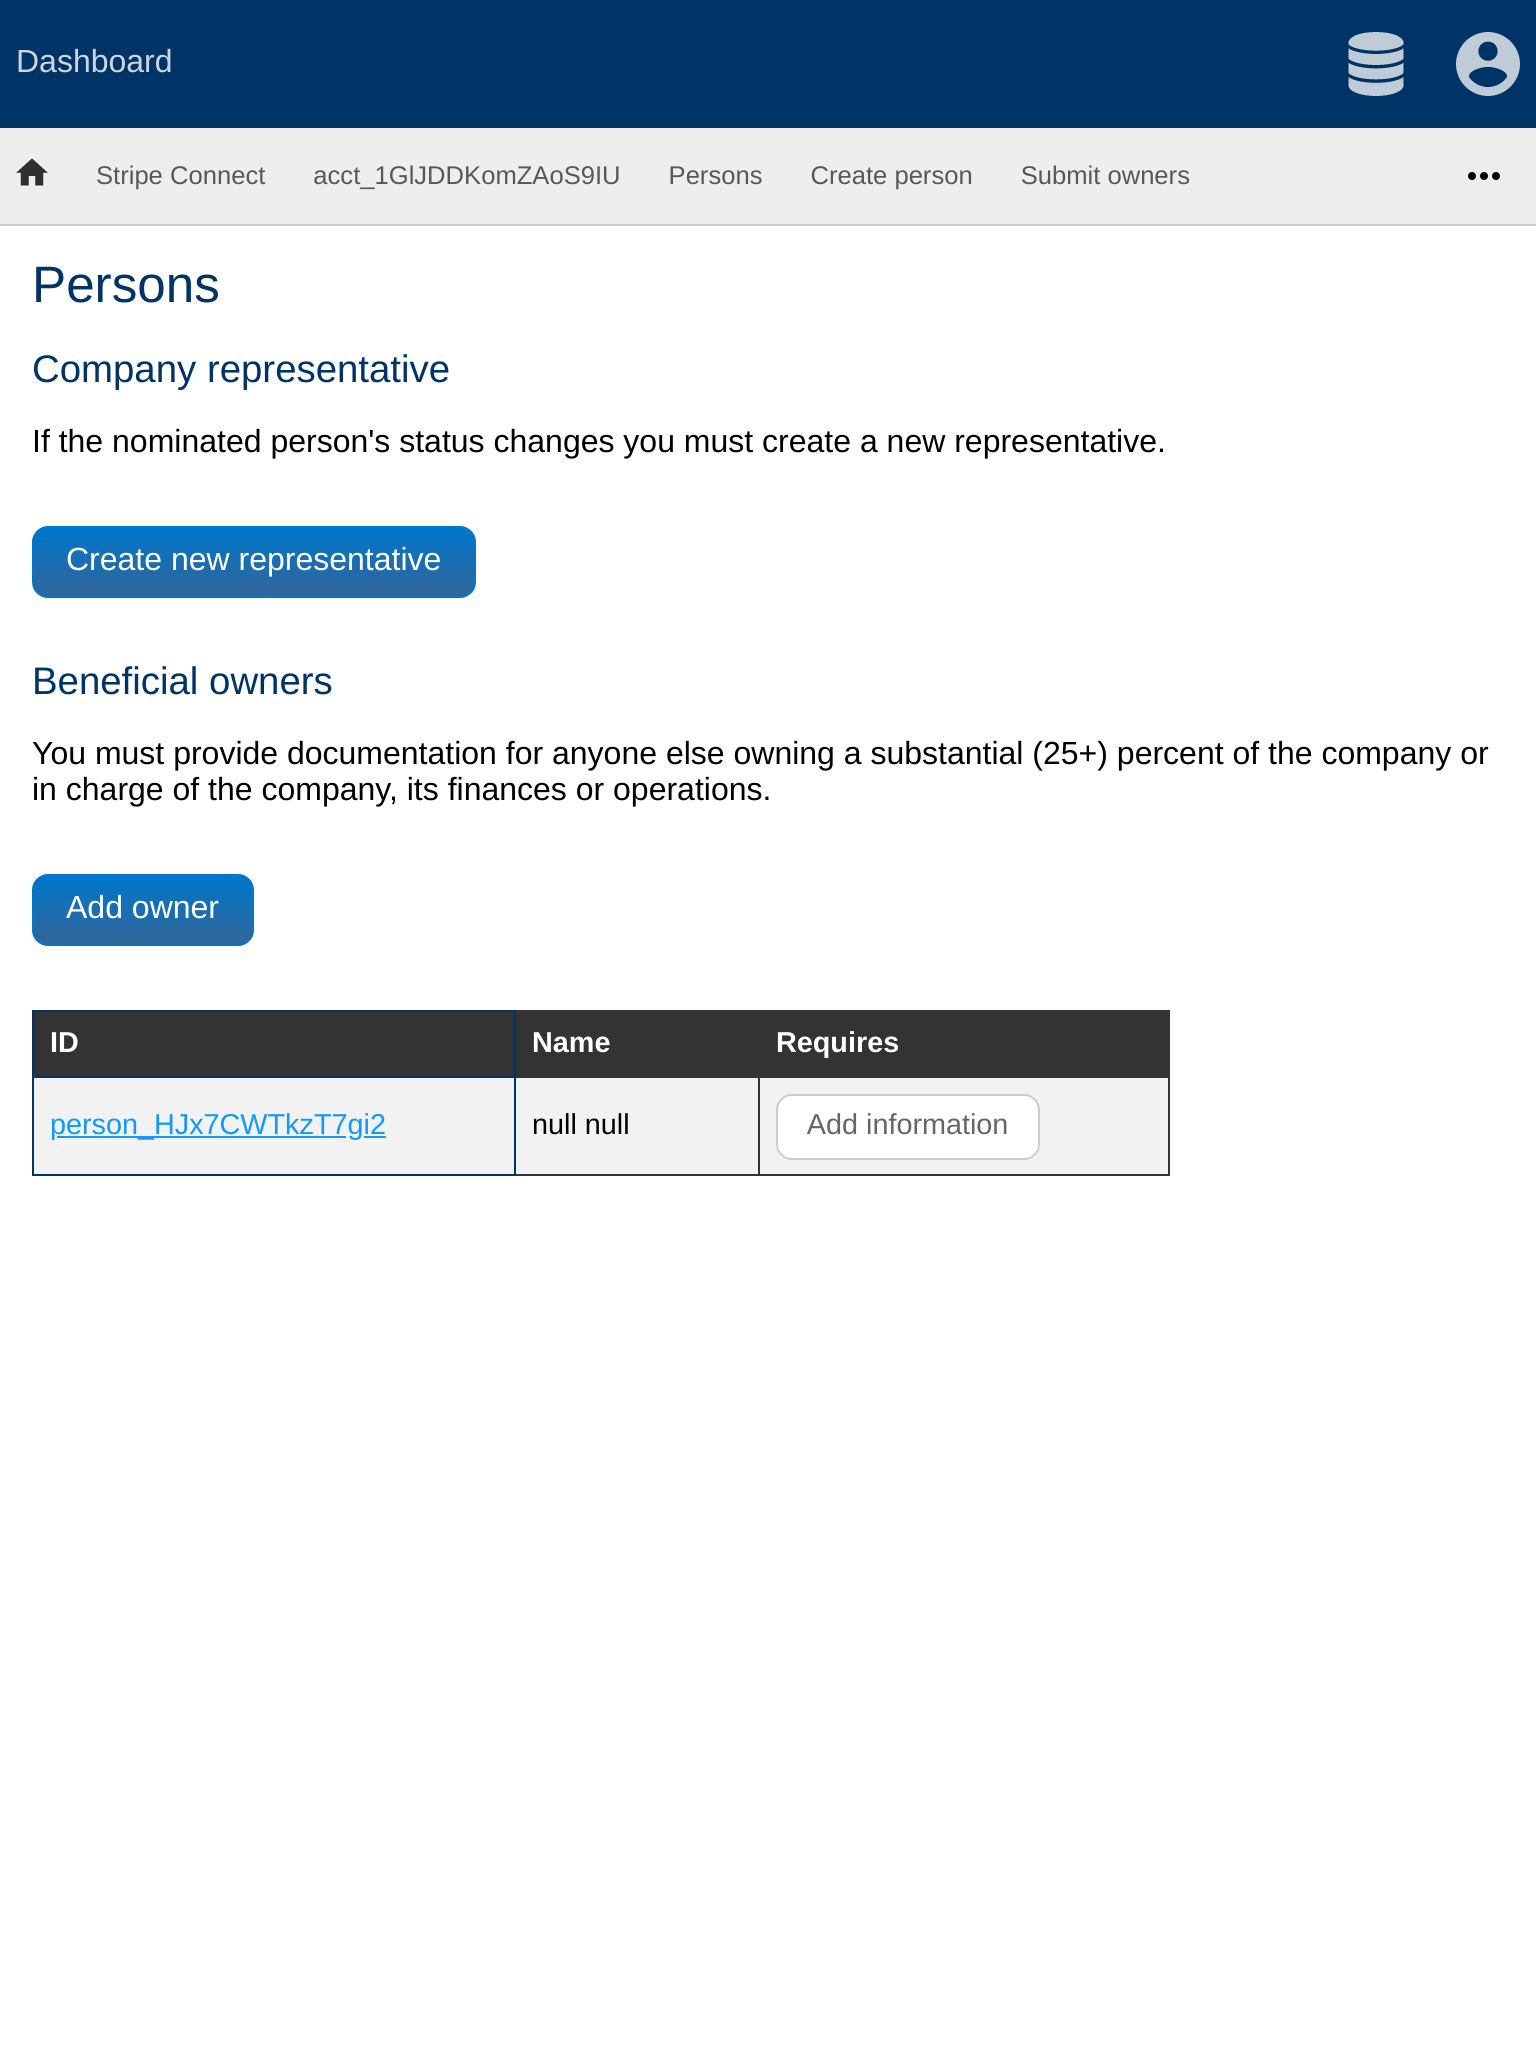 Dashboard
Stripe Connect acct_1GlJDDKomZAoS9IU Persons Create person Submit owners
Persons
Company representative
If the nominated person's status changes you must create a new representative.
Create new representative
Beneficial owners
You must provide documentation for anyone else owning a substantial (25+) percent of the company or
in charge of the company, its finances or operations.
Add owner
ID Name Requires
person_HJx7CWTkzT7gi2 null null Add information